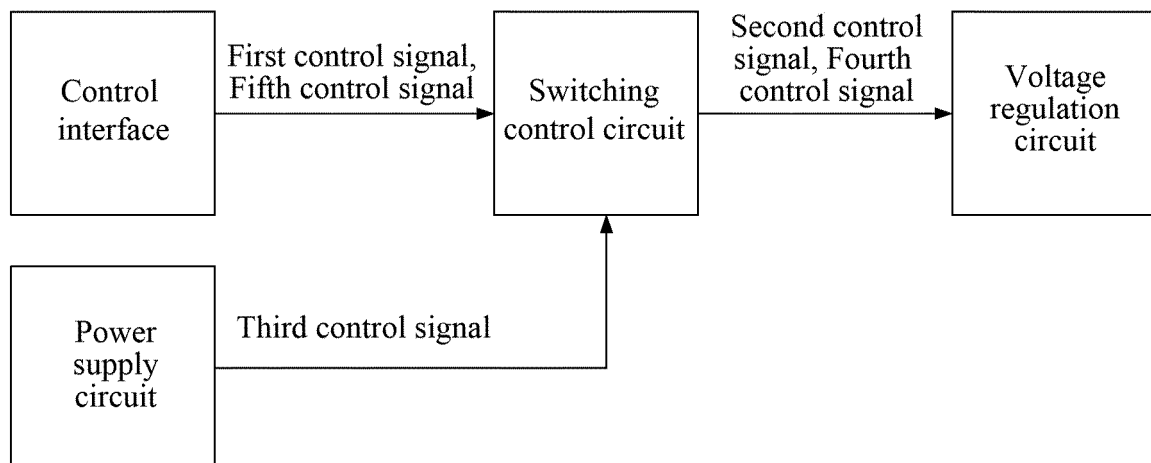 Control
interface
First control signal,
Fifth control signal
Switching
control circuit
Second control
signal, Fourth
control signal
Voltage
regulation
circuit
Power
supply
circuit
Third control signal